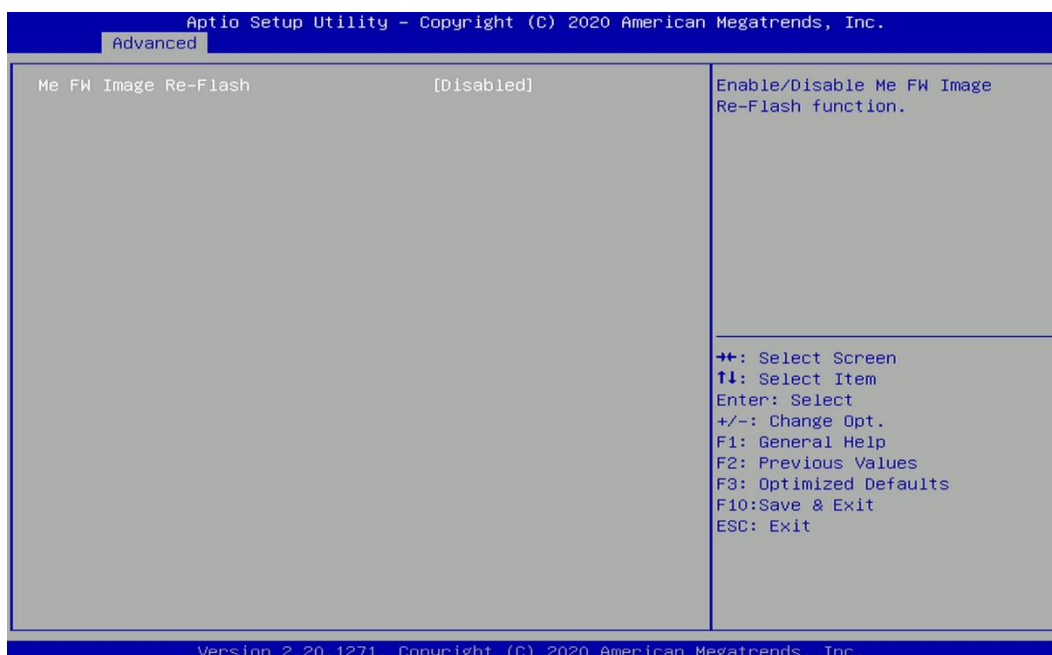 Aptio Setup Utility – Copyright (C) 2020 American Megatrends, Inc.
Advanced
Me FW Image Re-Flash [Disabled]
Enable/Disable Me FW Image
Re-Flash function.
→←: Select Screen
↑↓: Select Item
Enter: Select
+/-: Change Opt.
F1: General Help
F2: Previous Values
F3: Optimized Defaults
F10:Save & Exit
ESC: Exit
Version 2.20.1271. Copyright (C) 2020 American Megatrends, Inc.